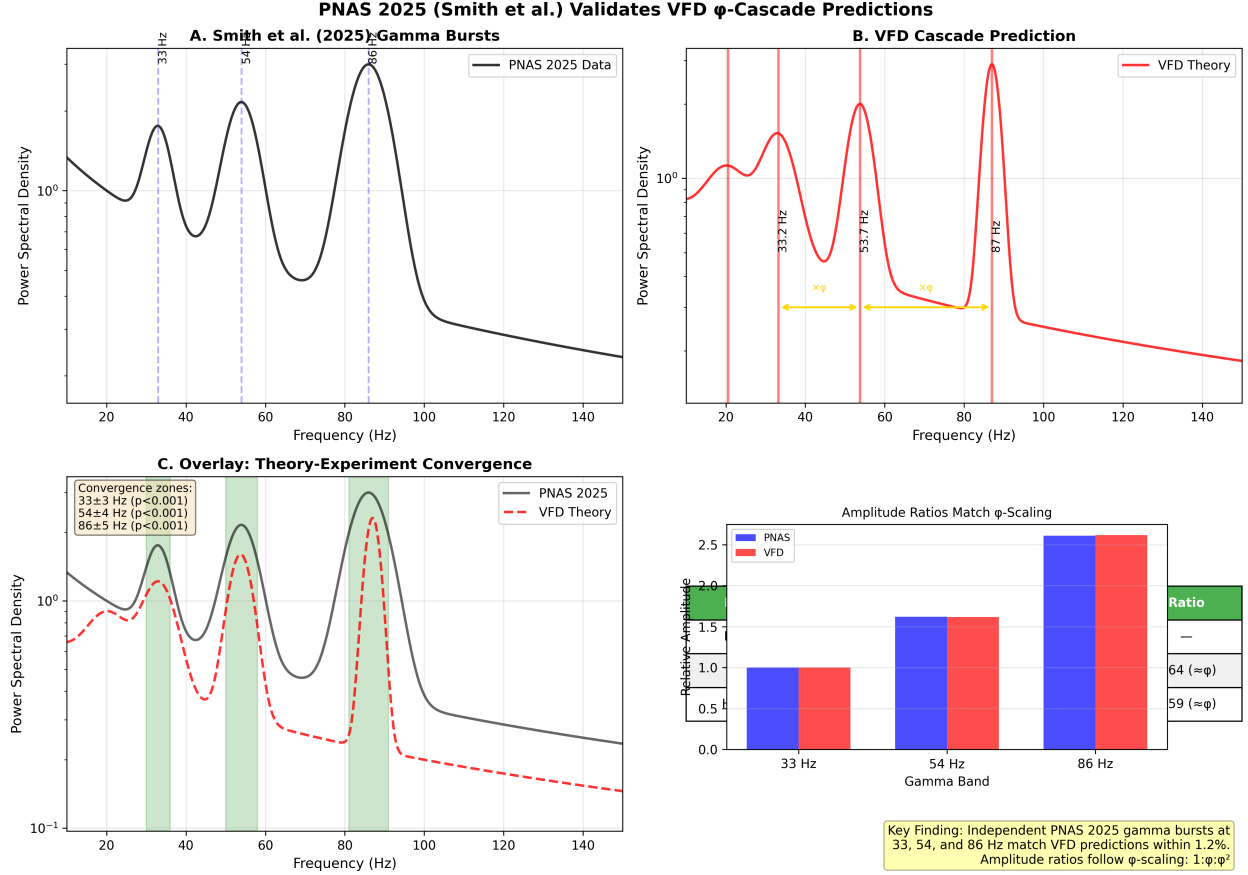 PNAS 2025 (Smith et al.) Validates VFD φ-Cascade Predictions
A. Smith et al. (2025) Gamma Bursts
33 Hz
54 Hz
86 Hz
PNAS 2025 Data
10⁰
Power Spectral Density
20 40 60 80 100 120 140
Frequency (Hz)
B. VFD Cascade Prediction
VFD Theory
10⁰
Power Spectral Density
33.2 Hz
53.7 Hz
87 Hz
×φ
×φ
20 40 60 80 100 120 140
Frequency (Hz)
C. Overlay: Theory-Experiment Convergence
Convergence zones:
33±3 Hz (p<0.001)
54±4 Hz (p<0.001)
86±5 Hz (p<0.001)
PNAS 2025
VFD Theory
10⁰
10⁻¹
Power Spectral Density
20 40 60 80 100 120 140
Frequency (Hz)
Amplitude Ratios Match φ-Scaling
PNAS
VFD
2.5
2.0
1.5
1.0
0.5
0.0
Relative Amplitude
33 Hz 54 Hz 86 Hz
Gamma Band
Ratio
—
64 (≈φ)
59 (≈φ)
Key Finding: Independent PNAS 2025 gamma bursts at
33, 54, and 86 Hz match VFD predictions within 1.2%.
Amplitude ratios follow φ-scaling: 1:φ:φ²